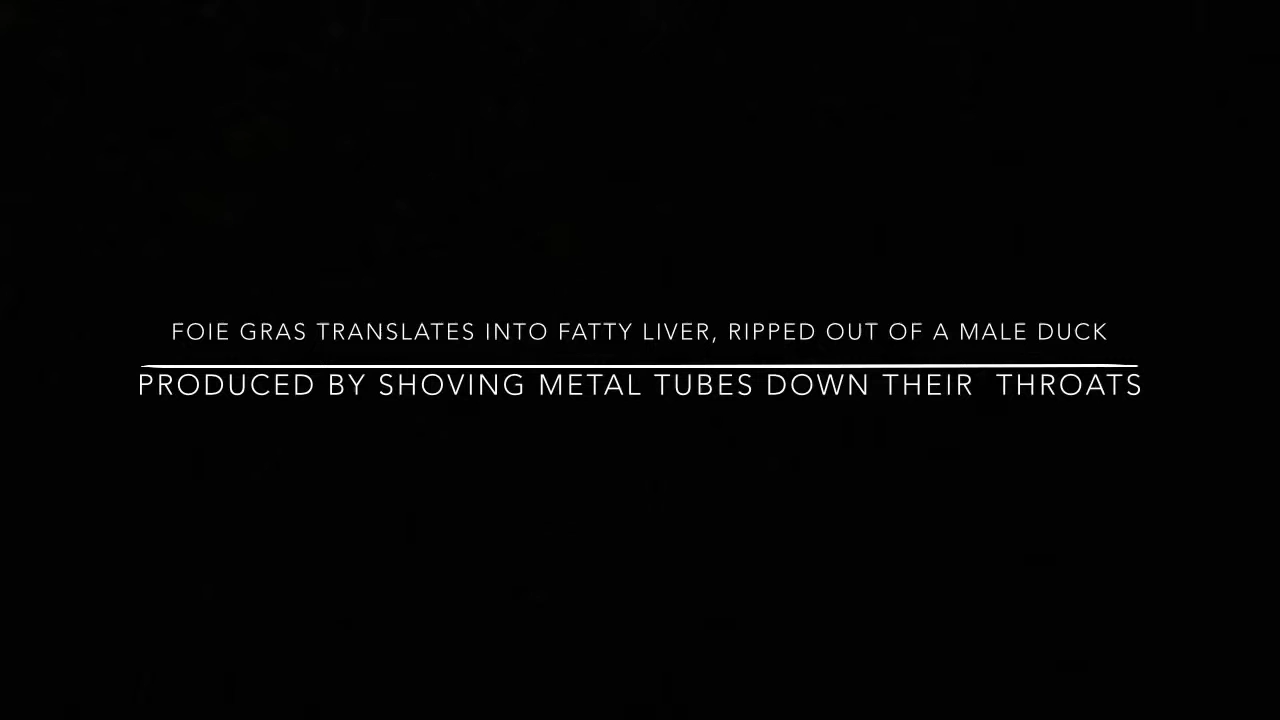 FOIE GRAS TRANSLATES INTO FATTY LIVER, RIPPED OUT OF A MALE DUCK
PRODUCED BY SHOVING METAL TUBES DOWN THEIR  THROATS